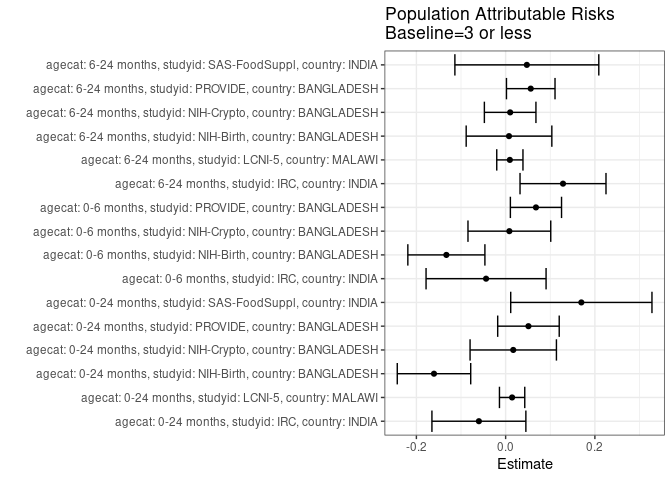 Population Attributable Risks
Baseline=3 or less
agecat: 6-24 months, studyid: SAS-FoodSuppl, country: INDIA
agecat: 6-24 months, studyid: PROVIDE, country: BANGLADESH
agecat: 6-24 months, studyid: NIH-Crypto, country: BANGLADESH
agecat: 6-24 months, studyid: NIH-Birth, country: BANGLADESH
agecat: 6-24 months, studyid: LCNI-5, country: MALAWI
agecat: 6-24 months, studyid: IRC, country: INDIA
agecat: 0-6 months, studyid: PROVIDE, country: BANGLADESH
agecat: 0-6 months, studyid: NIH-Crypto, country: BANGLADESH
agecat: 0-6 months, studyid: NIH-Birth, country: BANGLADESH
agecat: 0-6 months, studyid: IRC, country: INDIA
agecat: 0-24 months, studyid: SAS-FoodSuppl, country: INDIA
agecat: 0-24 months, studyid: PROVIDE, country: BANGLADESH
agecat: 0-24 months, studyid: NIH-Crypto, country: BANGLADESH
agecat: 0-24 months, studyid: NIH-Birth, country: BANGLADESH
agecat: 0-24 months, studyid: LCNI-5, country: MALAWI
agecat: 0-24 months, studyid: IRC, country: INDIA
-0.2 0.0 0.2
Estimate